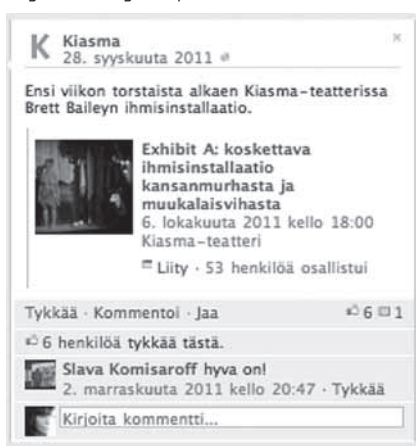 K Kiasma
28. syyskuuta 2011
Ensi viikon torstaista alkaen Kiasma-teatterissa
Brett Baileyn ihmisinstallaatio.
Exhibit A: koskettava
ihmisinstallaatio
kansanmurhasta ja
muukalaisvihasta
6. lokakuuta 2011 kello 18:00
Kiasma-teatteri
Liity · 53 henkilöä osallistui
Tykkää · Kommentoi · Jaa 6 1
6 henkilöä tykkää tästä.
Slava Komisaroff hyva on!
2. marraskuuta 2011 kello 20:47 · Tykkää
Kirjoita kommentti...